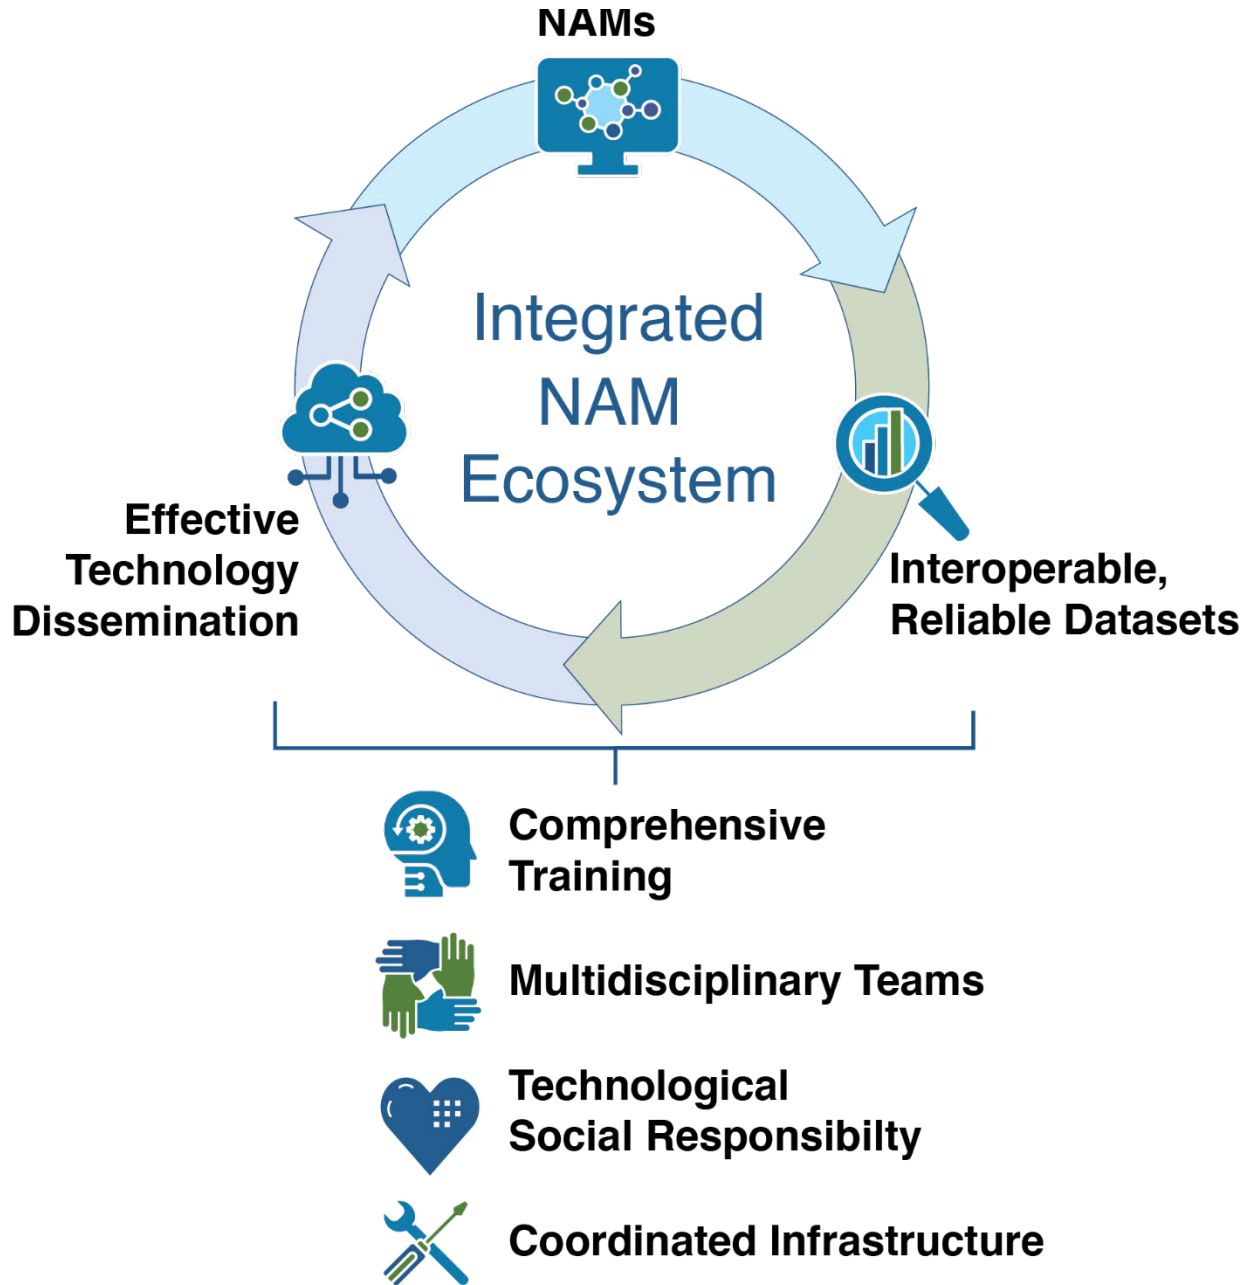 NAMs
Integrated
NAM
Ecosystem
Effective
Technology
Dissemination
Interoperable,
Reliable Datasets
Comprehensive
Training
Multidisciplinary Teams
Technological
Social Responsibilty
Coordinated Infrastructure